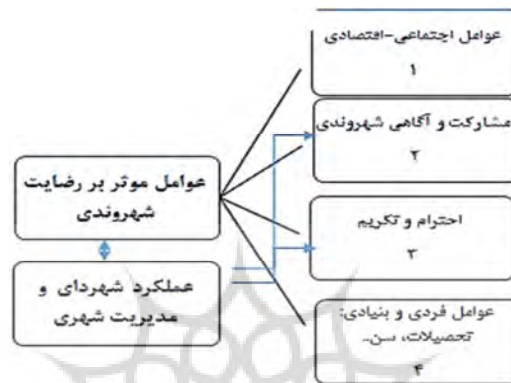 عوامل اجتماعی-اقتصادی
۱
مشارکت و آگاهی شهروندی
۲
عوامل موثر بر رضایت
شهروندی
احترام و تکریم
۳
عملکرد شهردای و
مدیریت شهری
عوامل فردی و بنیادی:
تحصیلات، سن..
۴